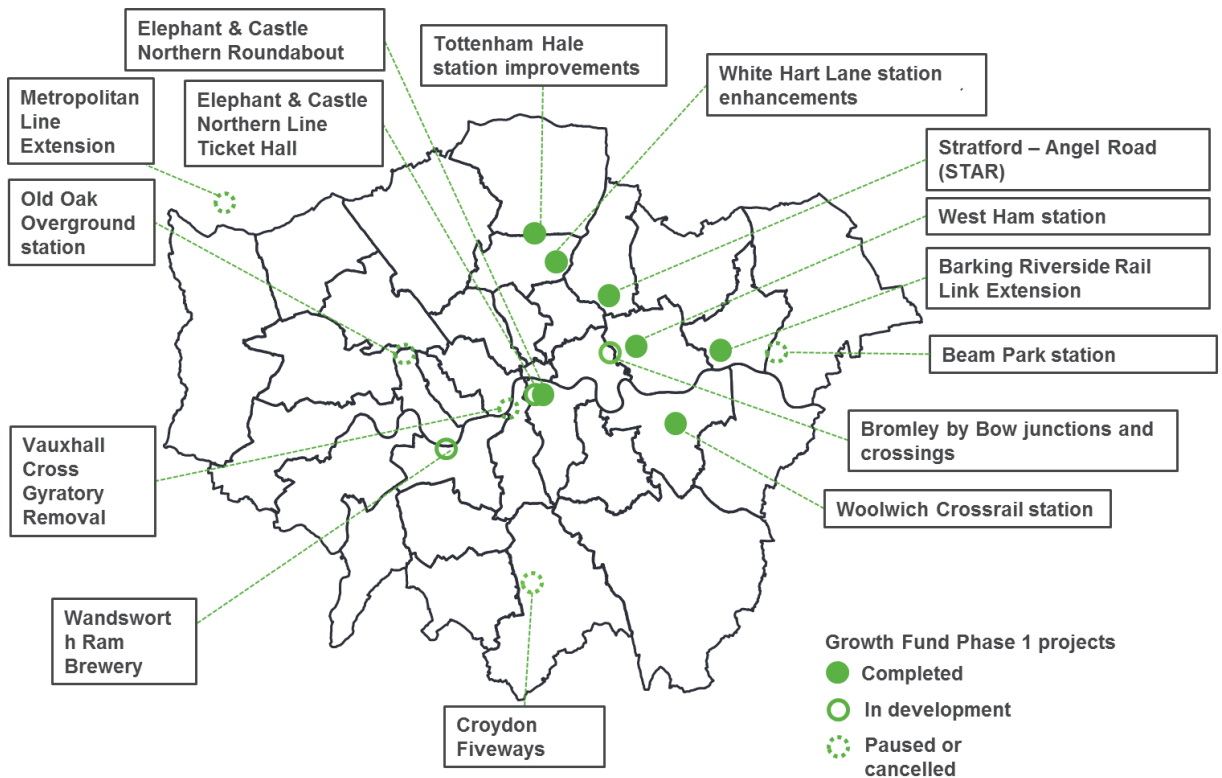 Elephant & Castle
Northern Roundabout
Tottenham Hale
station improvements
White Hart Lane station
enhancements
Metropolitan
Line
Extension
Elephant & Castle
Northern Line
Ticket Hall
Stratford – Angel Road
(STAR)
Old Oak
Overground
station
West Ham station
Barking Riverside Rail
Link Extension
Beam Park station
Vauxhall
Cross
Gyratory
Removal
Bromley by Bow junctions and
crossings
Woolwich Crossrail station
Wandswort
h Ram
Brewery
Croydon
Fiveways
Growth Fund Phase 1 projects
Completed
In development
Paused or
cancelled